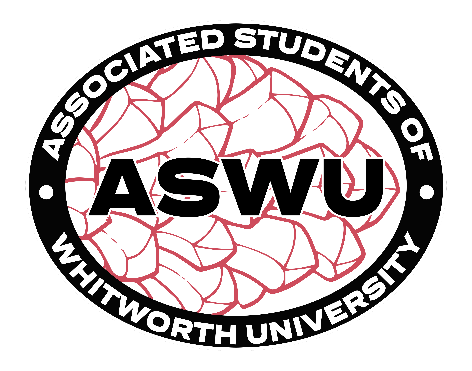 ASSOCIATED STUDENTS OF
ASWU
WHITWORTH UNIVERSITY